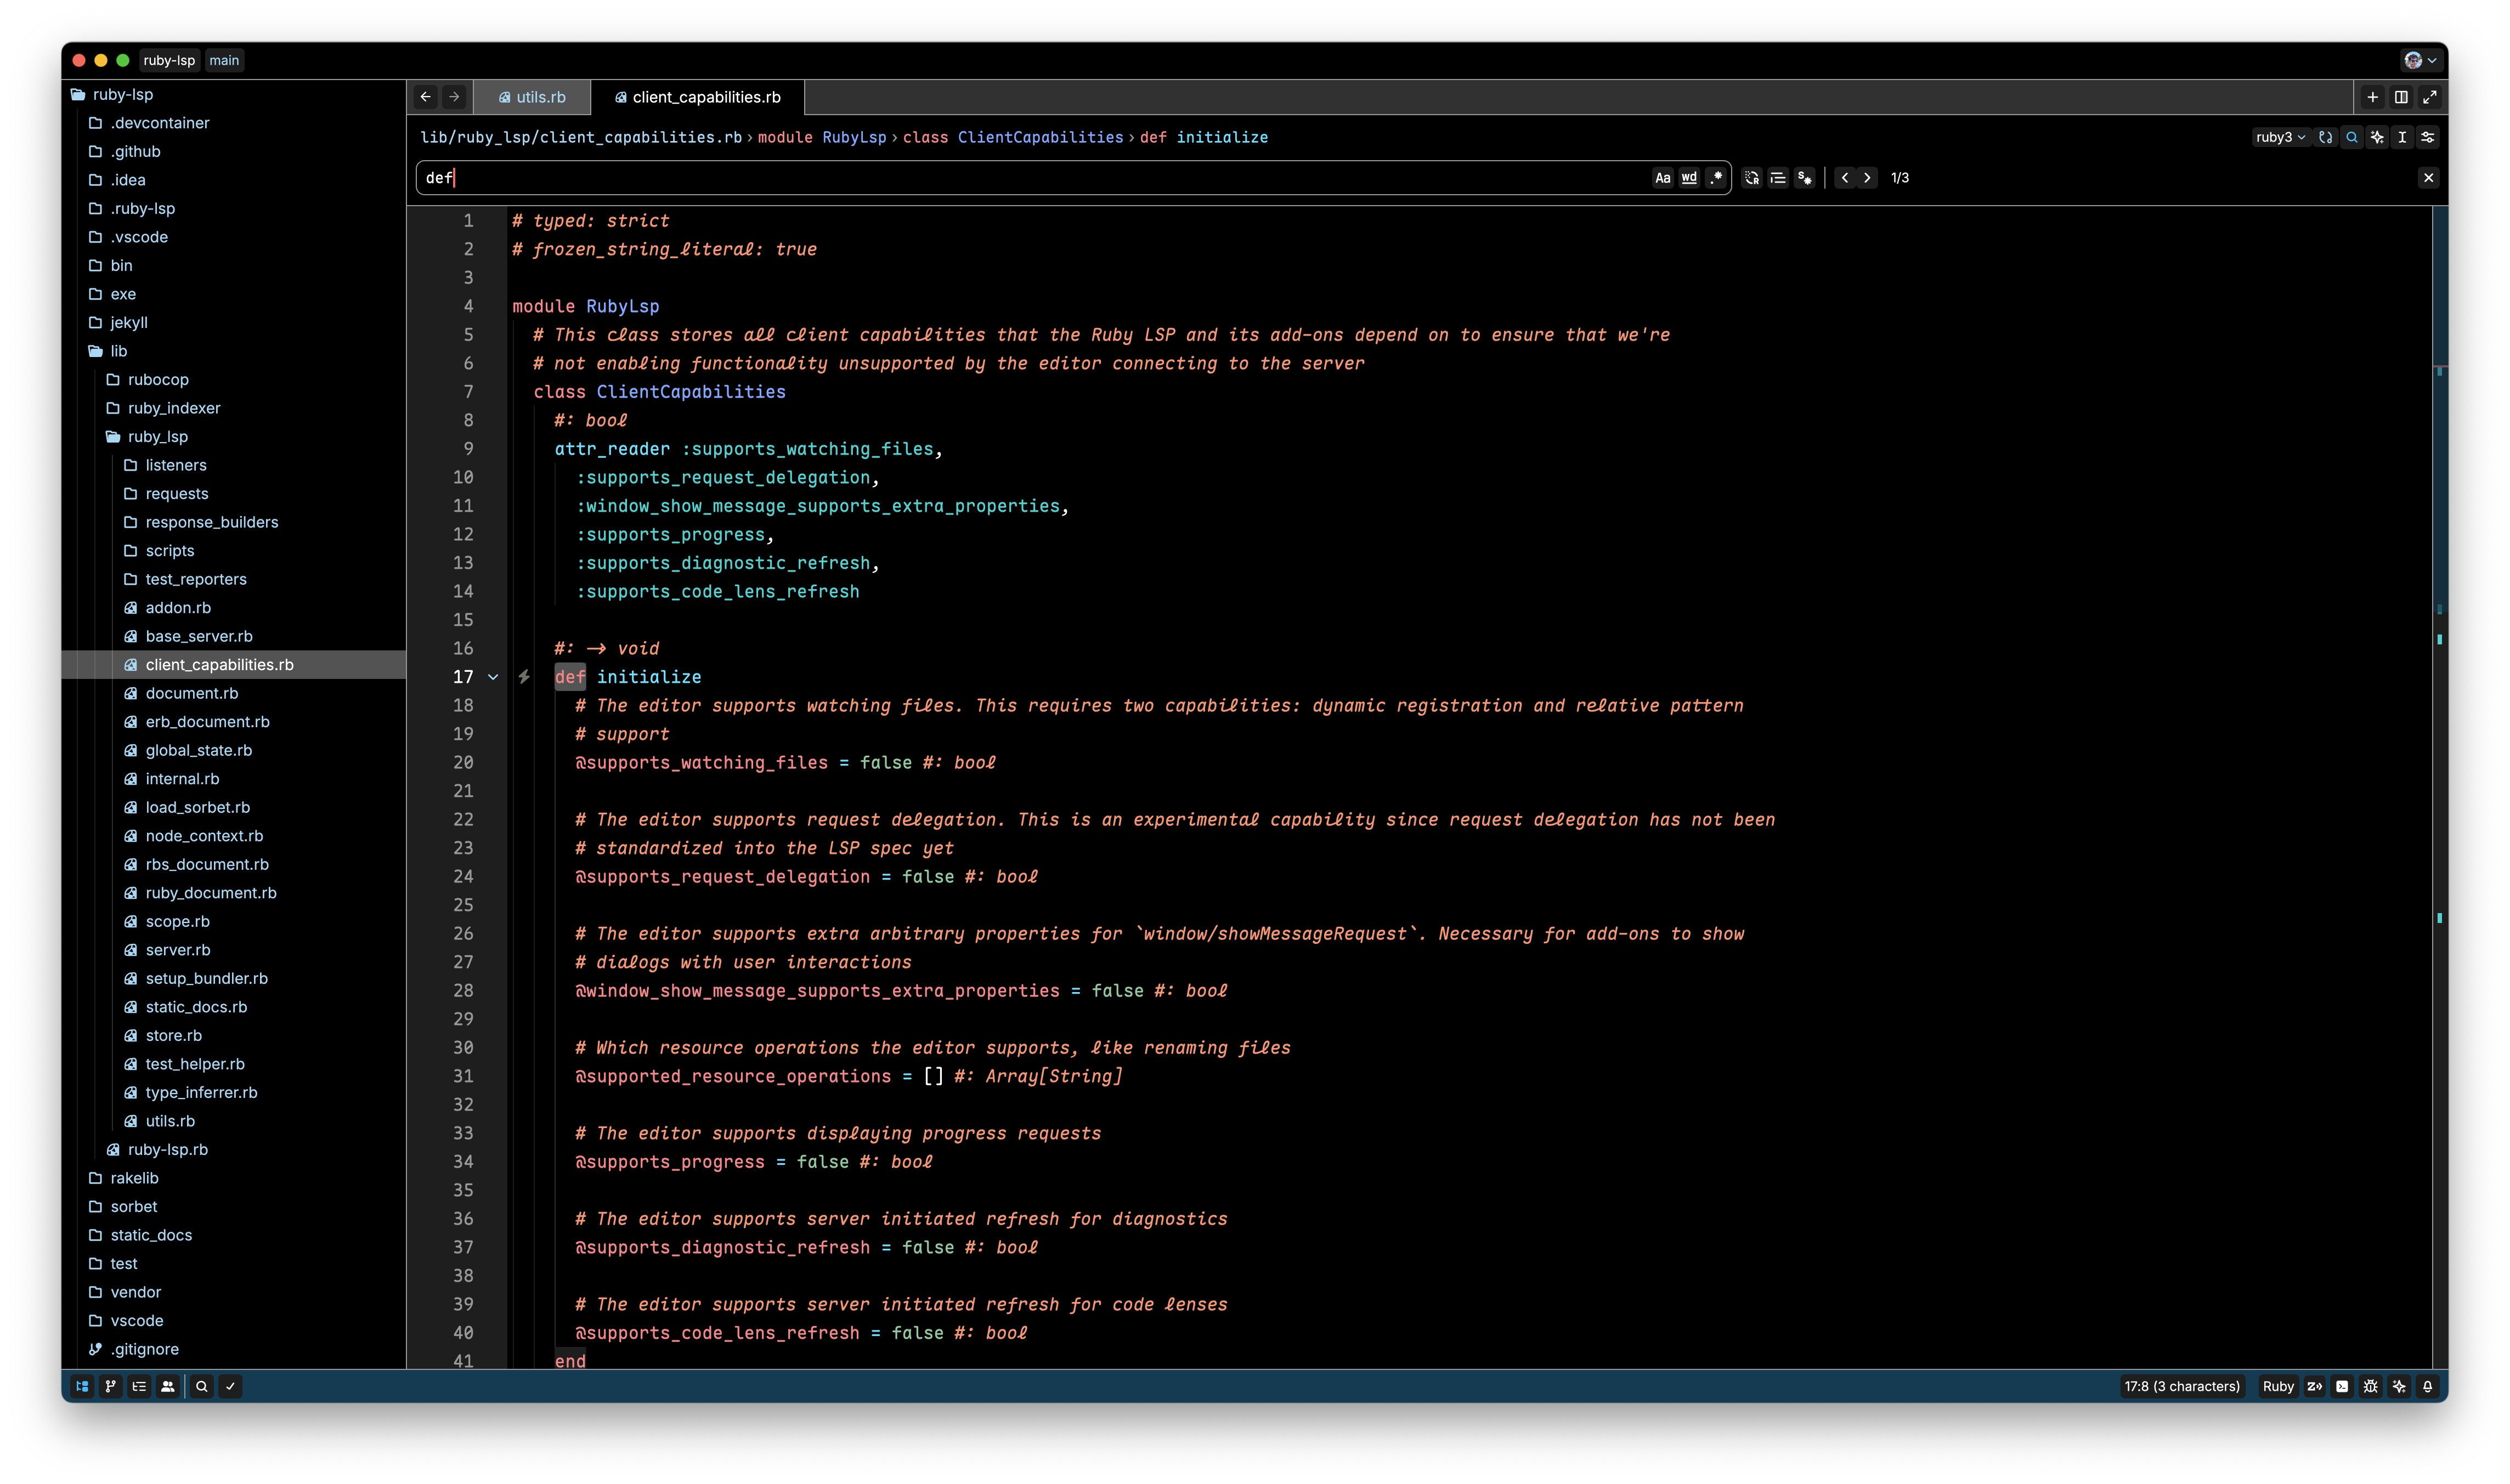 ruby-lsp main
ruby-lsp
.devcontainer
.github
.idea
.ruby-lsp
.vscode
bin
exe
jekyll
lib
rubocop
ruby_indexer
ruby_lsp
listeners
requests
response_builders
scripts
test_reporters
addon.rb
base_server.rb
client_capabilities.rb
document.rb
erb_document.rb
global_state.rb
internal.rb
load_sorbet.rb
node_context.rb
rbs_document.rb
ruby_document.rb
scope.rb
server.rb
setup_bundler.rb
static_docs.rb
store.rb
test_helper.rb
type_inferrer.rb
utils.rb
ruby-lsp.rb
rakelib
sorbet
static_docs
test
vendor
vscode
.gitignore
utils.rb client_capabilities.rb
lib/ruby_lsp/client_capabilities.rb › module RubyLsp › class ClientCapabilities › def initialize ruby3
def Aa wd .* 1/3
1 # typed: strict
2 # frozen_string_literal: true
3
4 module RubyLsp
5 # This class stores all client capabilities that the Ruby LSP and its add-ons depend on to ensure that we're
6 # not enabling functionality unsupported by the editor connecting to the server
7 class ClientCapabilities
8 #: bool
9 attr_reader :supports_watching_files,
10 :supports_request_delegation,
11 :window_show_message_supports_extra_properties,
12 :supports_progress,
13 :supports_diagnostic_refresh,
14 :supports_code_lens_refresh
15
16 #: -> void
17 def initialize
18 # The editor supports watching files. This requires two capabilities: dynamic registration and relative pattern
19 # support
20 @supports_watching_files = false #: bool
21
22 # The editor supports request delegation. This is an experimental capability since request delegation has not been
23 # standardized into the LSP spec yet
24 @supports_request_delegation = false #: bool
25
26 # The editor supports extra arbitrary properties for `window/showMessageRequest`. Necessary for add-ons to show
27 # dialogs with user interactions
28 @window_show_message_supports_extra_properties = false #: bool
29
30 # Which resource operations the editor supports, like renaming files
31 @supported_resource_operations = [] #: Array[String]
32
33 # The editor supports displaying progress requests
34 @supports_progress = false #: bool
35
36 # The editor supports server initiated refresh for diagnostics
37 @supports_diagnostic_refresh = false #: bool
38
39 # The editor supports server initiated refresh for code lenses
40 @supports_code_lens_refresh = false #: bool
41 end
17:8 (3 characters) Ruby